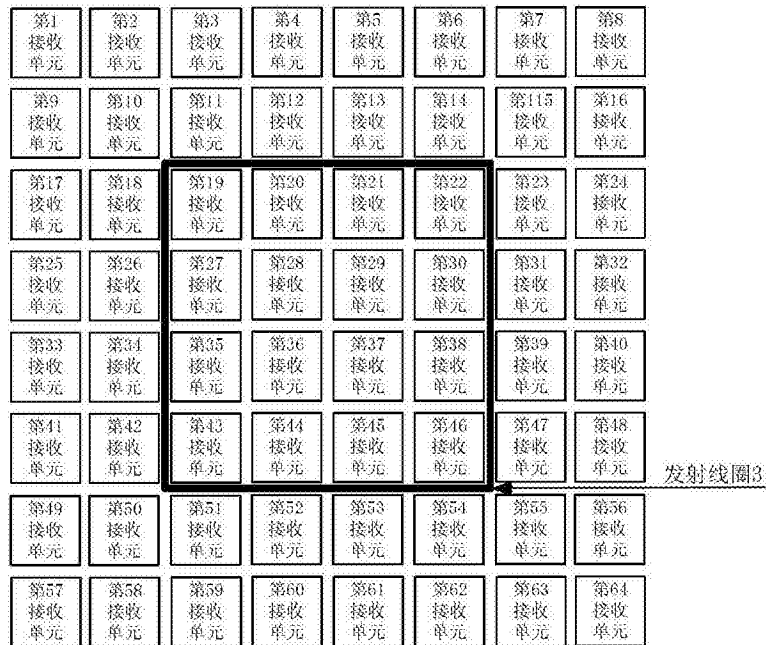 第1 第2 第3 第4 第5 第6 第7 第8
接收 接收 接收 接收 接收 接收 接收 接收
单元 单元 单元 单元 单元 单元 单元 单元
第9 第10 第11 第12 第13 第14 第115 第16
接收 接收 接收 接收 接收 接收 接收 接收
单元 单元 单元 单元 单元 单元 单元 单元
第17 第18 第19 第20 第21 第22 第23 第24
接收 接收 接收 接收 接收 接收 接收 接收
单元 单元 单元 单元 单元 单元 单元 单元
第25 第26 第27 第28 第29 第30 第31 第32
接收 接收 接收 接收 接收 接收 接收 接收
单元 单元 单元 单元 单元 单元 单元 单元
第33 第34 第35 第36 第37 第38 第39 第40
接收 接收 接收 接收 接收 接收 接收 接收
单元 单元 单元 单元 单元 单元 单元 单元
第41 第42 第43 第44 第45 第46 第47 第48
接收 接收 接收 接收 接收 接收 接收 接收
单元 单元 单元 单元 单元 单元 单元 单元
发射线圈3
第49 第50 第51 第52 第53 第54 第55 第56
接收 接收 接收 接收 接收 接收 接收 接收
单元 单元 单元 单元 单元 单元 单元 单元
第57 第58 第59 第60 第61 第62 第63 第64
接收 接收 接收 接收 接收 接收 接收 接收
单元 单元 单元 单元 单元 单元 单元 单元